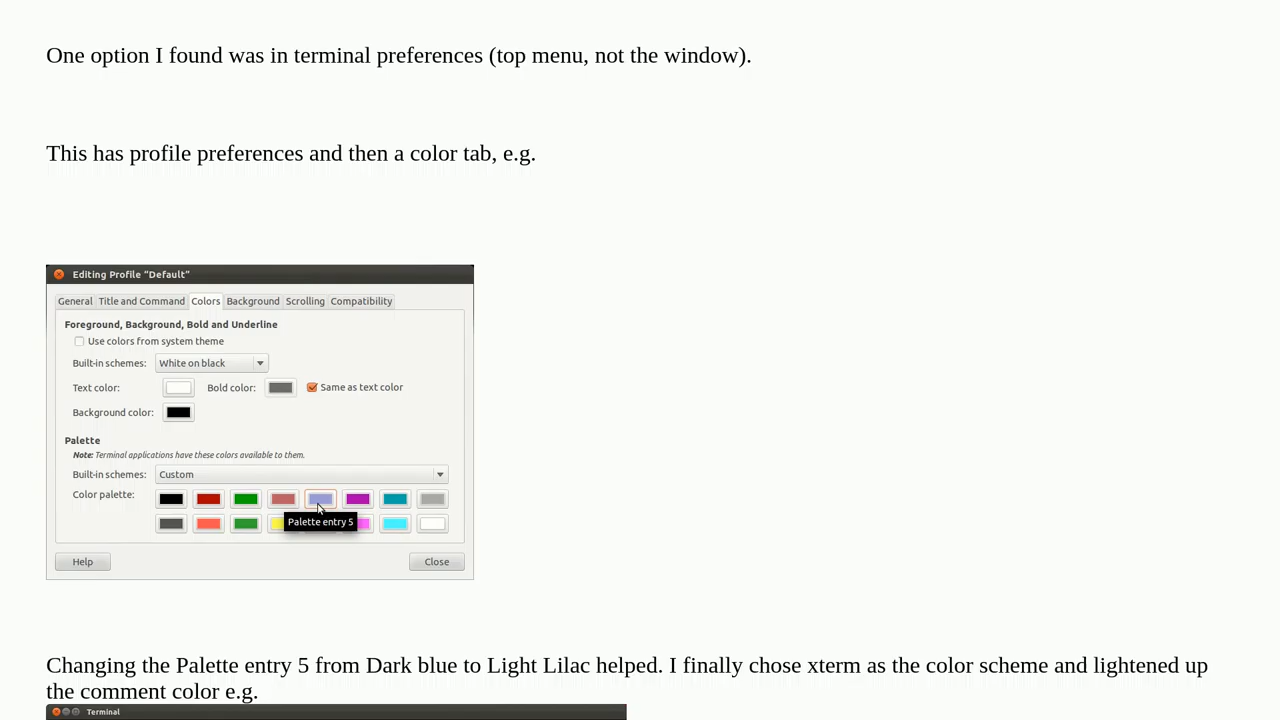 One option I found was in terminal preferences (top menu, not the window).
This has profile preferences and then a color tab, e.g.
Editing Profile “Default”
General Title and Command Colors Background Scrolling Compatibility
Foreground, Background, Bold and Underline
Use colors from system theme
Built-in schemes: White on black
Text color: Bold color: Same as text color
Background color:
Palette
Note: Terminal applications have these colors available to them.
Built-in schemes: Custom
Color palette:
Palette entry 5
Help Close
Changing the Palette entry 5 from Dark blue to Light Lilac helped. I finally chose xterm as the color scheme and lightened up
the comment color e.g.
Terminal